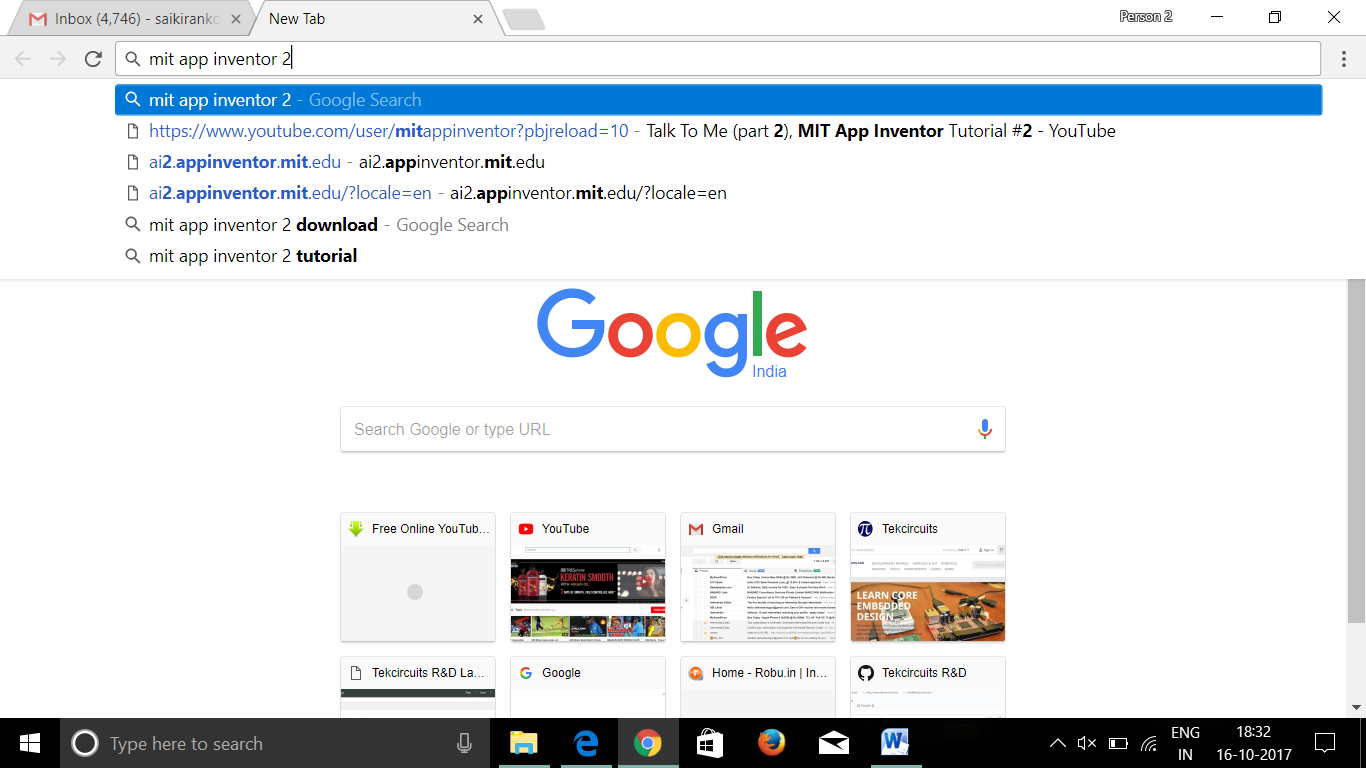 Inbox (4,746) - saikiranko
New Tab
Person 2
mit app inventor 2
mit app inventor 2 - Google Search
https://www.youtube.com/user/mitappinventor?pbjreload=10 - Talk To Me (part 2), MIT App Inventor Tutorial #2 - YouTube
ai2.appinventor.mit.edu - ai2.appinventor.mit.edu
ai2.appinventor.mit.edu/?locale=en - ai2.appinventor.mit.edu/?locale=en
mit app inventor 2 download - Google Search
mit app inventor 2 tutorial
Google
India
Search Google or type URL
Free Online YouTub...
YouTube
Gmail
Tekcircuits
KERATIN SMOOTH
LEARN CORE
EMBEDDED
DESIGN
Tekcircuits R&D La...
Google
Home - Robu.in | In...
Tekcircuits R&D
Type here to search
ENG
IN
18:32
16-10-2017